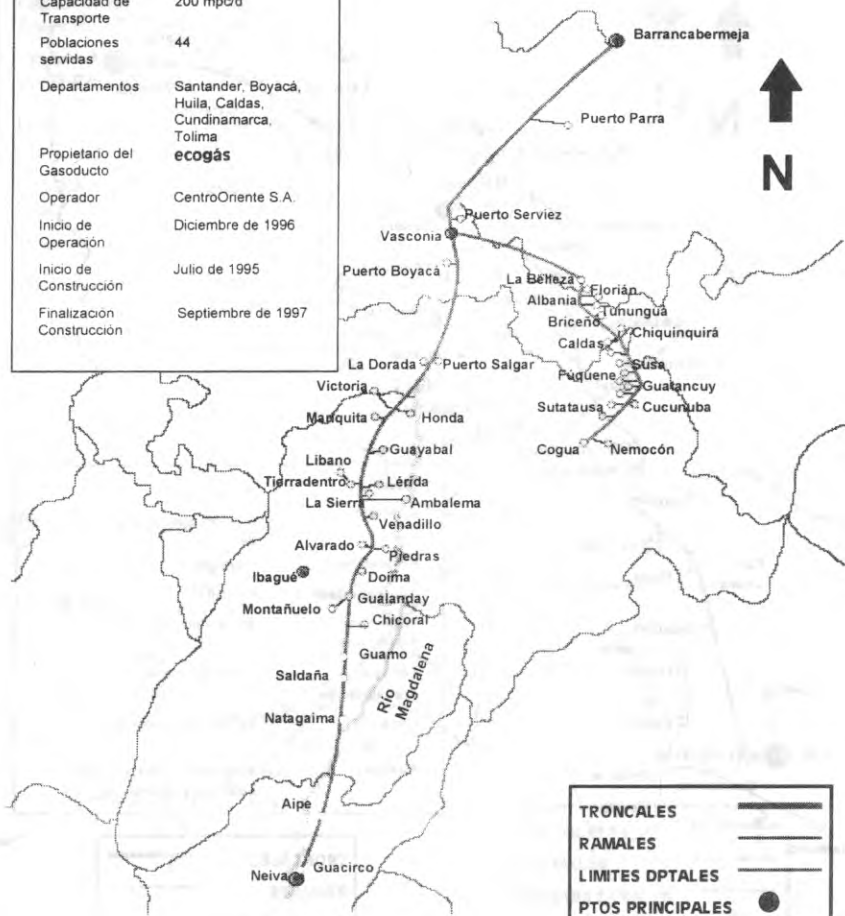 Capacidad de 200 mpc/d
Transporte
Poblaciones 44
servidas
Departamentos Santander, Boyacá,
Huila, Caldas,
Cundinamarca,
Tolima
Propietario del ecogás
Gasoducto
Operador CentroOriente S.A.
Inicio de Diciembre de 1996
Operación
Inicio de Julio de 1995
Construcción
Finalización Septiembre de 1997
Construcción
Barrancabermeja
Puerto Parra
N
Puerto Serviez
Vasconia
Puerto Boyacá
La Belleza
Florián
Albania
Tunungua
Briceño
Chiquinquirá
Caldas
La Dorada
Puerto Salgar
Susa
Fúquene
Victoria
Guatancuy
Mariquita
Honda
Sutatausa
Cucunuba
Guayabal
Cogua
Nemocón
Libano
Tierradentro
Lérida
La Sierra
Ambalema
Venadillo
Alvarado
Piedras
Ibagué
Doima
Gualanday
Montañuelo
Chicoral
Guamo
Saldaña
Río
Magdalena
Natagaima
Aipe
Guacirco
Neiva
TRONCALES
RAMALES
LIMITES DPTALES
PTOS PRINCIPALES